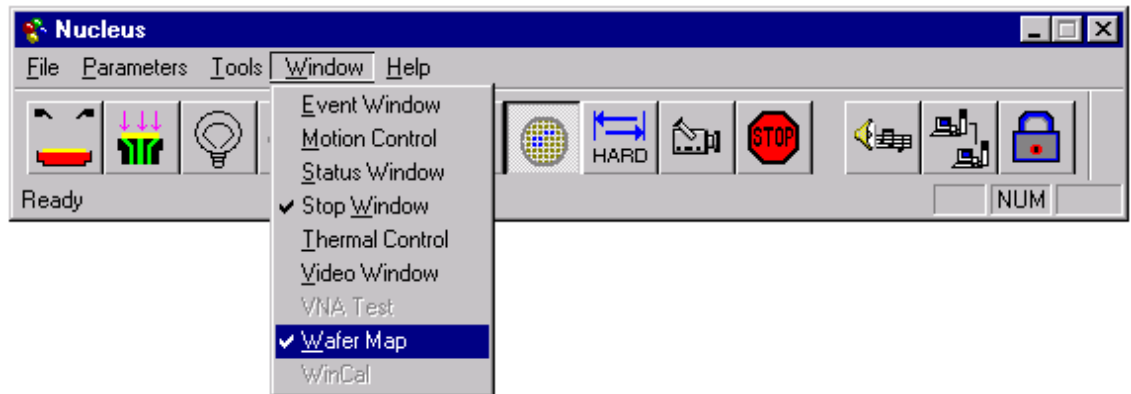 Nucleus
File Parameters Tools Window Help
Event Window
Motion Control
HARD
STOP
Status Window
Ready
Stop Window
NUM
Thermal Control
Video Window
VNA Test
Wafer Map
WinCal